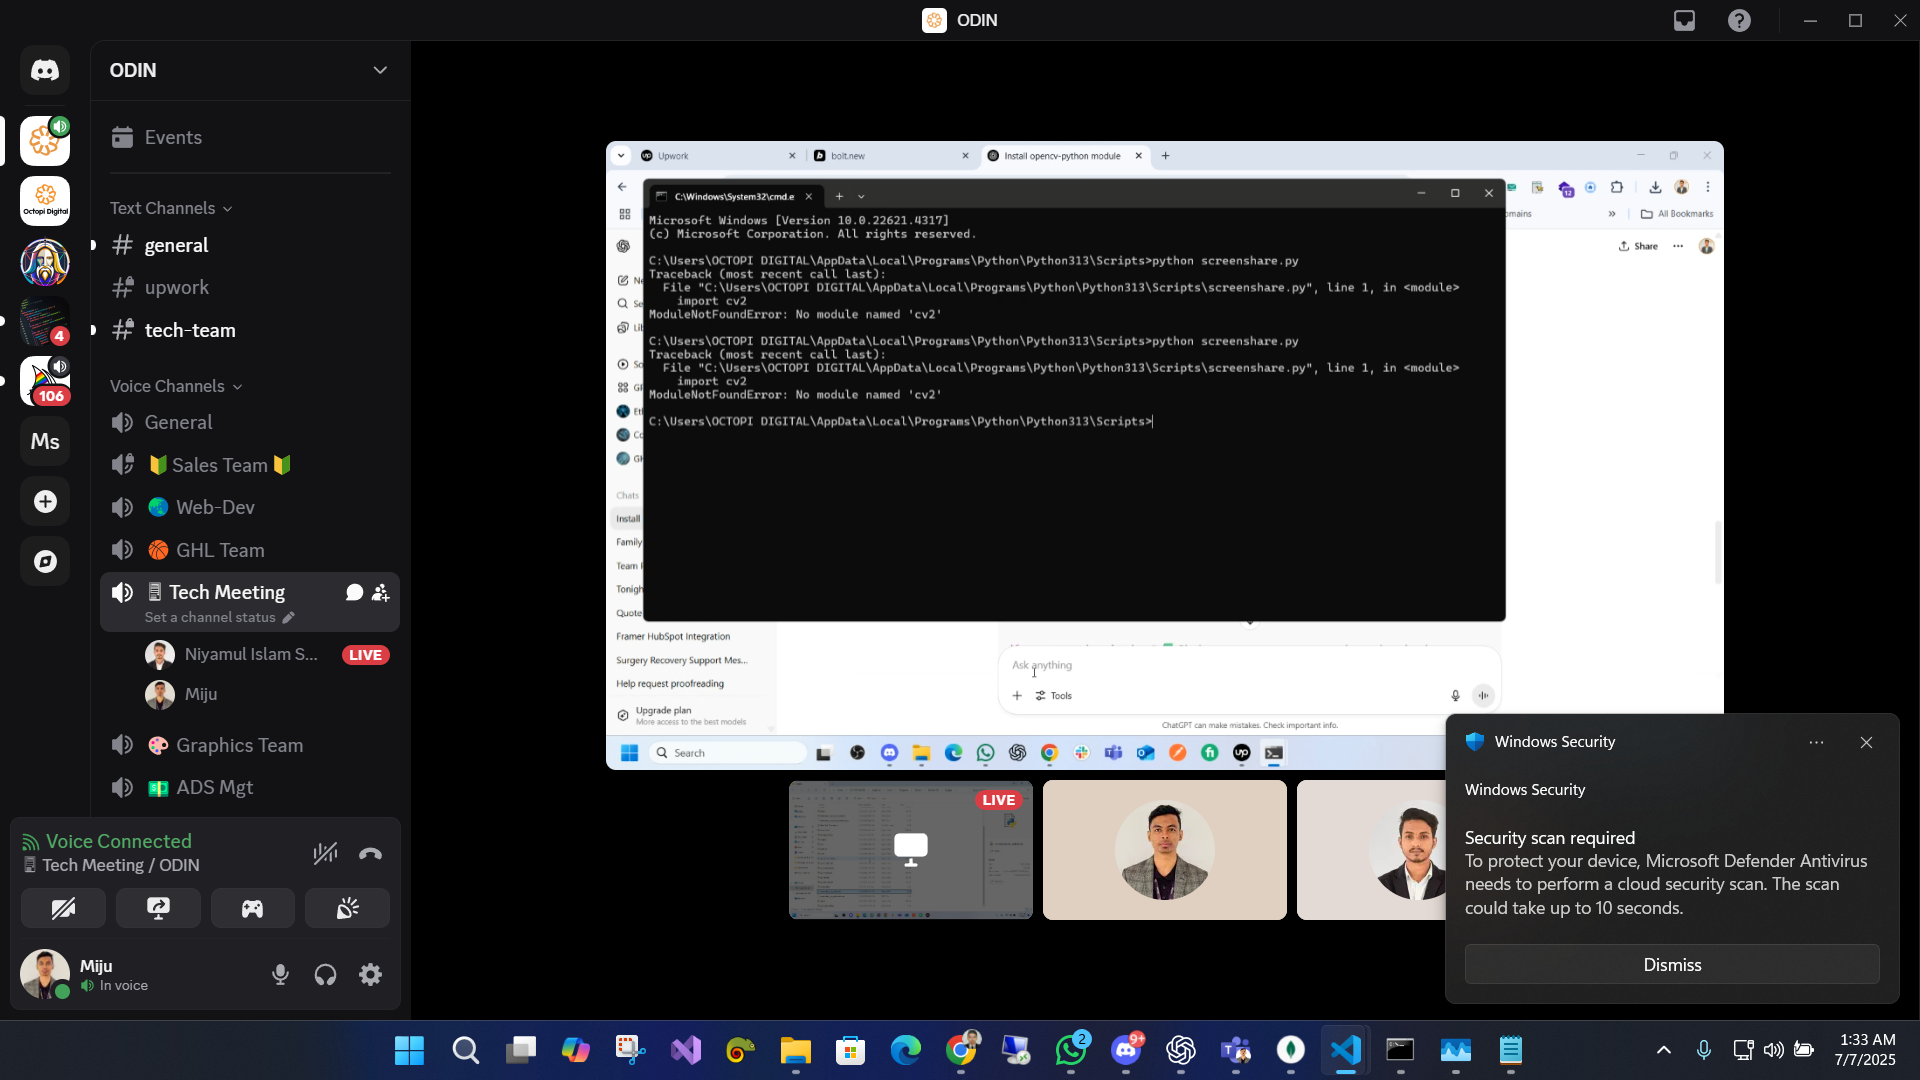 ODIN
ODIN
Events
Text Channels
general
upwork
tech-team
Voice Channels
General
Sales Team
Web-Dev
GHL Team
Tech Meeting
Set a channel status
Niyamul Islam S...
LIVE
Miju
Graphics Team
ADS Mgt
Octopi Digital
4
106
Ms
Voice Connected
Tech Meeting / ODIN
Miju
In voice
Upwork
bolt.new
Install opencv-python module
12
omains
All Bookmarks
Share
C:\Windows\System32\cmd.e
Microsoft Windows [Version 10.0.22621.4317]
(c) Microsoft Corporation. All rights reserved.
C:\Users\OCTOPI DIGITAL\AppData\Local\Programs\Python\Python313\Scripts>python screenshare.py
Traceback (most recent call last):
File "C:\Users\OCTOPI DIGITAL\AppData\Local\Programs\Python\Python313\Scripts\screenshare.py", line 1, in <module>
import cv2
ModuleNotFoundError: No module named 'cv2'
C:\Users\OCTOPI DIGITAL\AppData\Local\Programs\Python\Python313\Scripts>python screenshare.py
Traceback (most recent call last):
File "C:\Users\OCTOPI DIGITAL\AppData\Local\Programs\Python\Python313\Scripts\screenshare.py", line 1, in <module>
import cv2
ModuleNotFoundError: No module named 'cv2'
C:\Users\OCTOPI DIGITAL\AppData\Local\Programs\Python\Python313\Scripts>
Chats
Install
Family
Team
Tonigh
Quote
Framer HubSpot Integration
Surgery Recovery Support Mes...
Help request proofreading
Upgrade plan
More access to the best models
Ask anything
Tools
ChatGPT can make mistakes. Check important info.
Search
LIVE
Windows Security
Windows Security
Security scan required
To protect your device, Microsoft Defender Antivirus
needs to perform a cloud security scan. The scan
could take up to 10 seconds.
Dismiss
2
9+
1:33 AM
7/7/2025